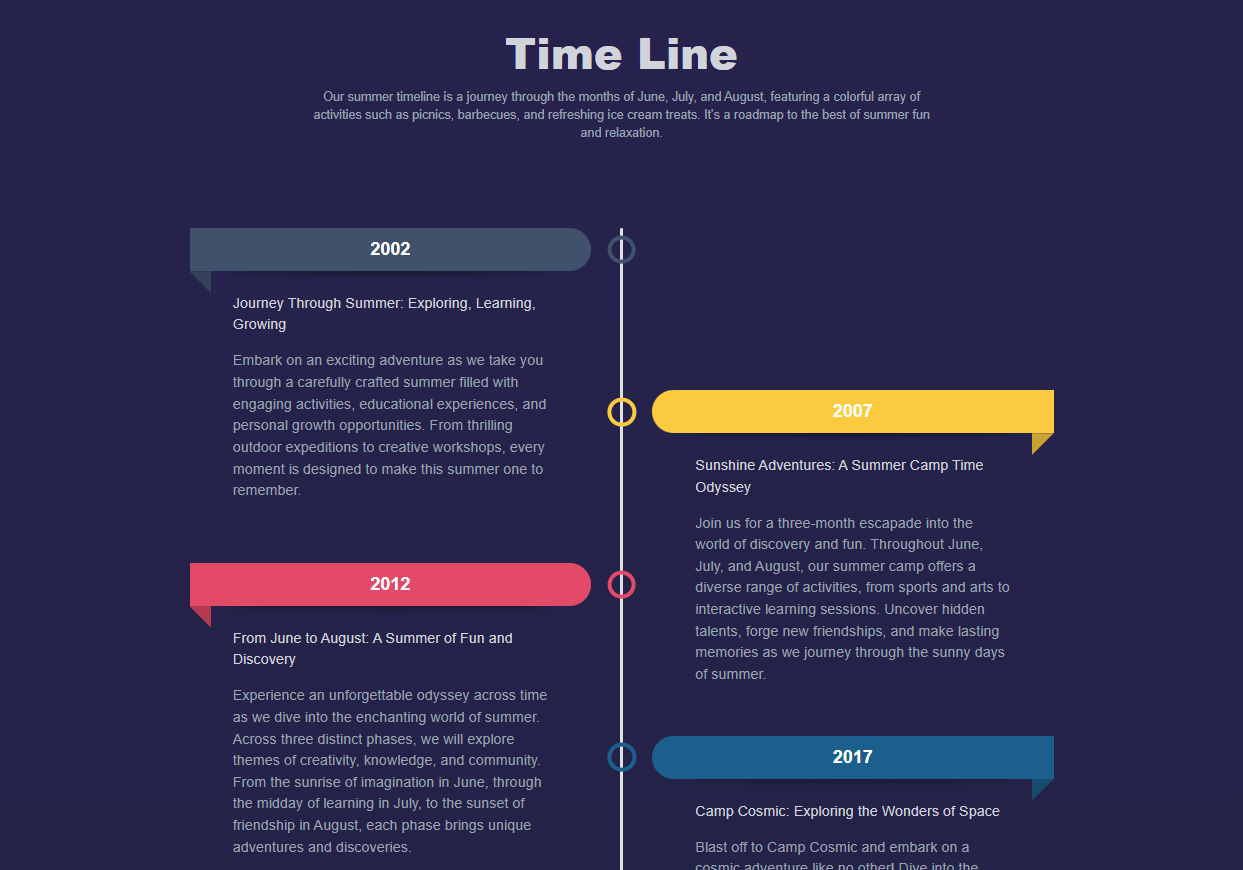 Time Line
Our summer timeline is a journey through the months of June, July, and August, featuring a colorful array of
activities such as picnics, barbecues, and refreshing ice cream treats. It's a roadmap to the best of summer fun
and relaxation.
2002
Journey Through Summer: Exploring, Learning,
Growing
Embark on an exciting adventure as we take you
through a carefully crafted summer filled with
engaging activities, educational experiences, and
personal growth opportunities. From thrilling
outdoor expeditions to creative workshops, every
moment is designed to make this summer one to
remember.
2007
Sunshine Adventures: A Summer Camp Time
Odyssey
Join us for a three-month escapade into the
world of discovery and fun. Throughout June,
July, and August, our summer camp offers a
diverse range of activities, from sports and arts to
interactive learning sessions. Uncover hidden
talents, forge new friendships, and make lasting
memories as we journey through the sunny days
of summer.
2012
From June to August: A Summer of Fun and
Discovery
Experience an unforgettable odyssey across time
as we dive into the enchanting world of summer.
Across three distinct phases, we will explore
themes of creativity, knowledge, and community.
From the sunrise of imagination in June, through
the midday of learning in July, to the sunset of
friendship in August, each phase brings unique
adventures and discoveries.
2017
Camp Cosmic: Exploring the Wonders of Space
Blast off to Camp Cosmic and embark on a
cosmic adventure like no other! Dive into the